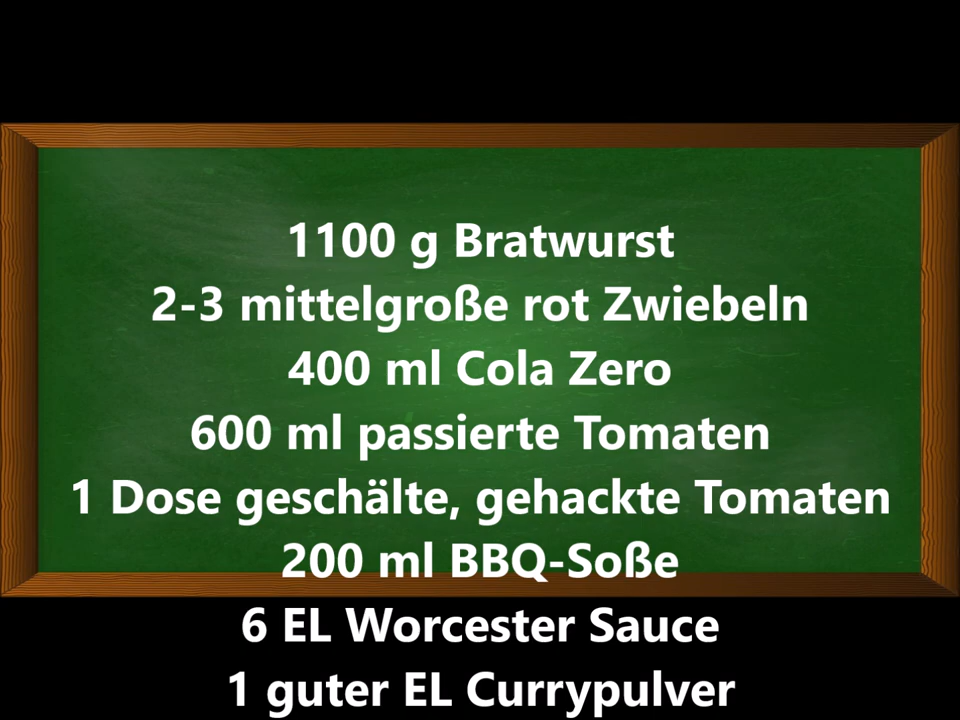 1100 g Bratwurst
2-3 mittelgroße rot Zwiebeln
400 ml Cola Zero
600 ml passierte Tomaten
1 Dose geschälte, gehackte Tomaten
200 ml BBQ-Soße
6 EL Worcester Sauce
1 guter EL Currypulver